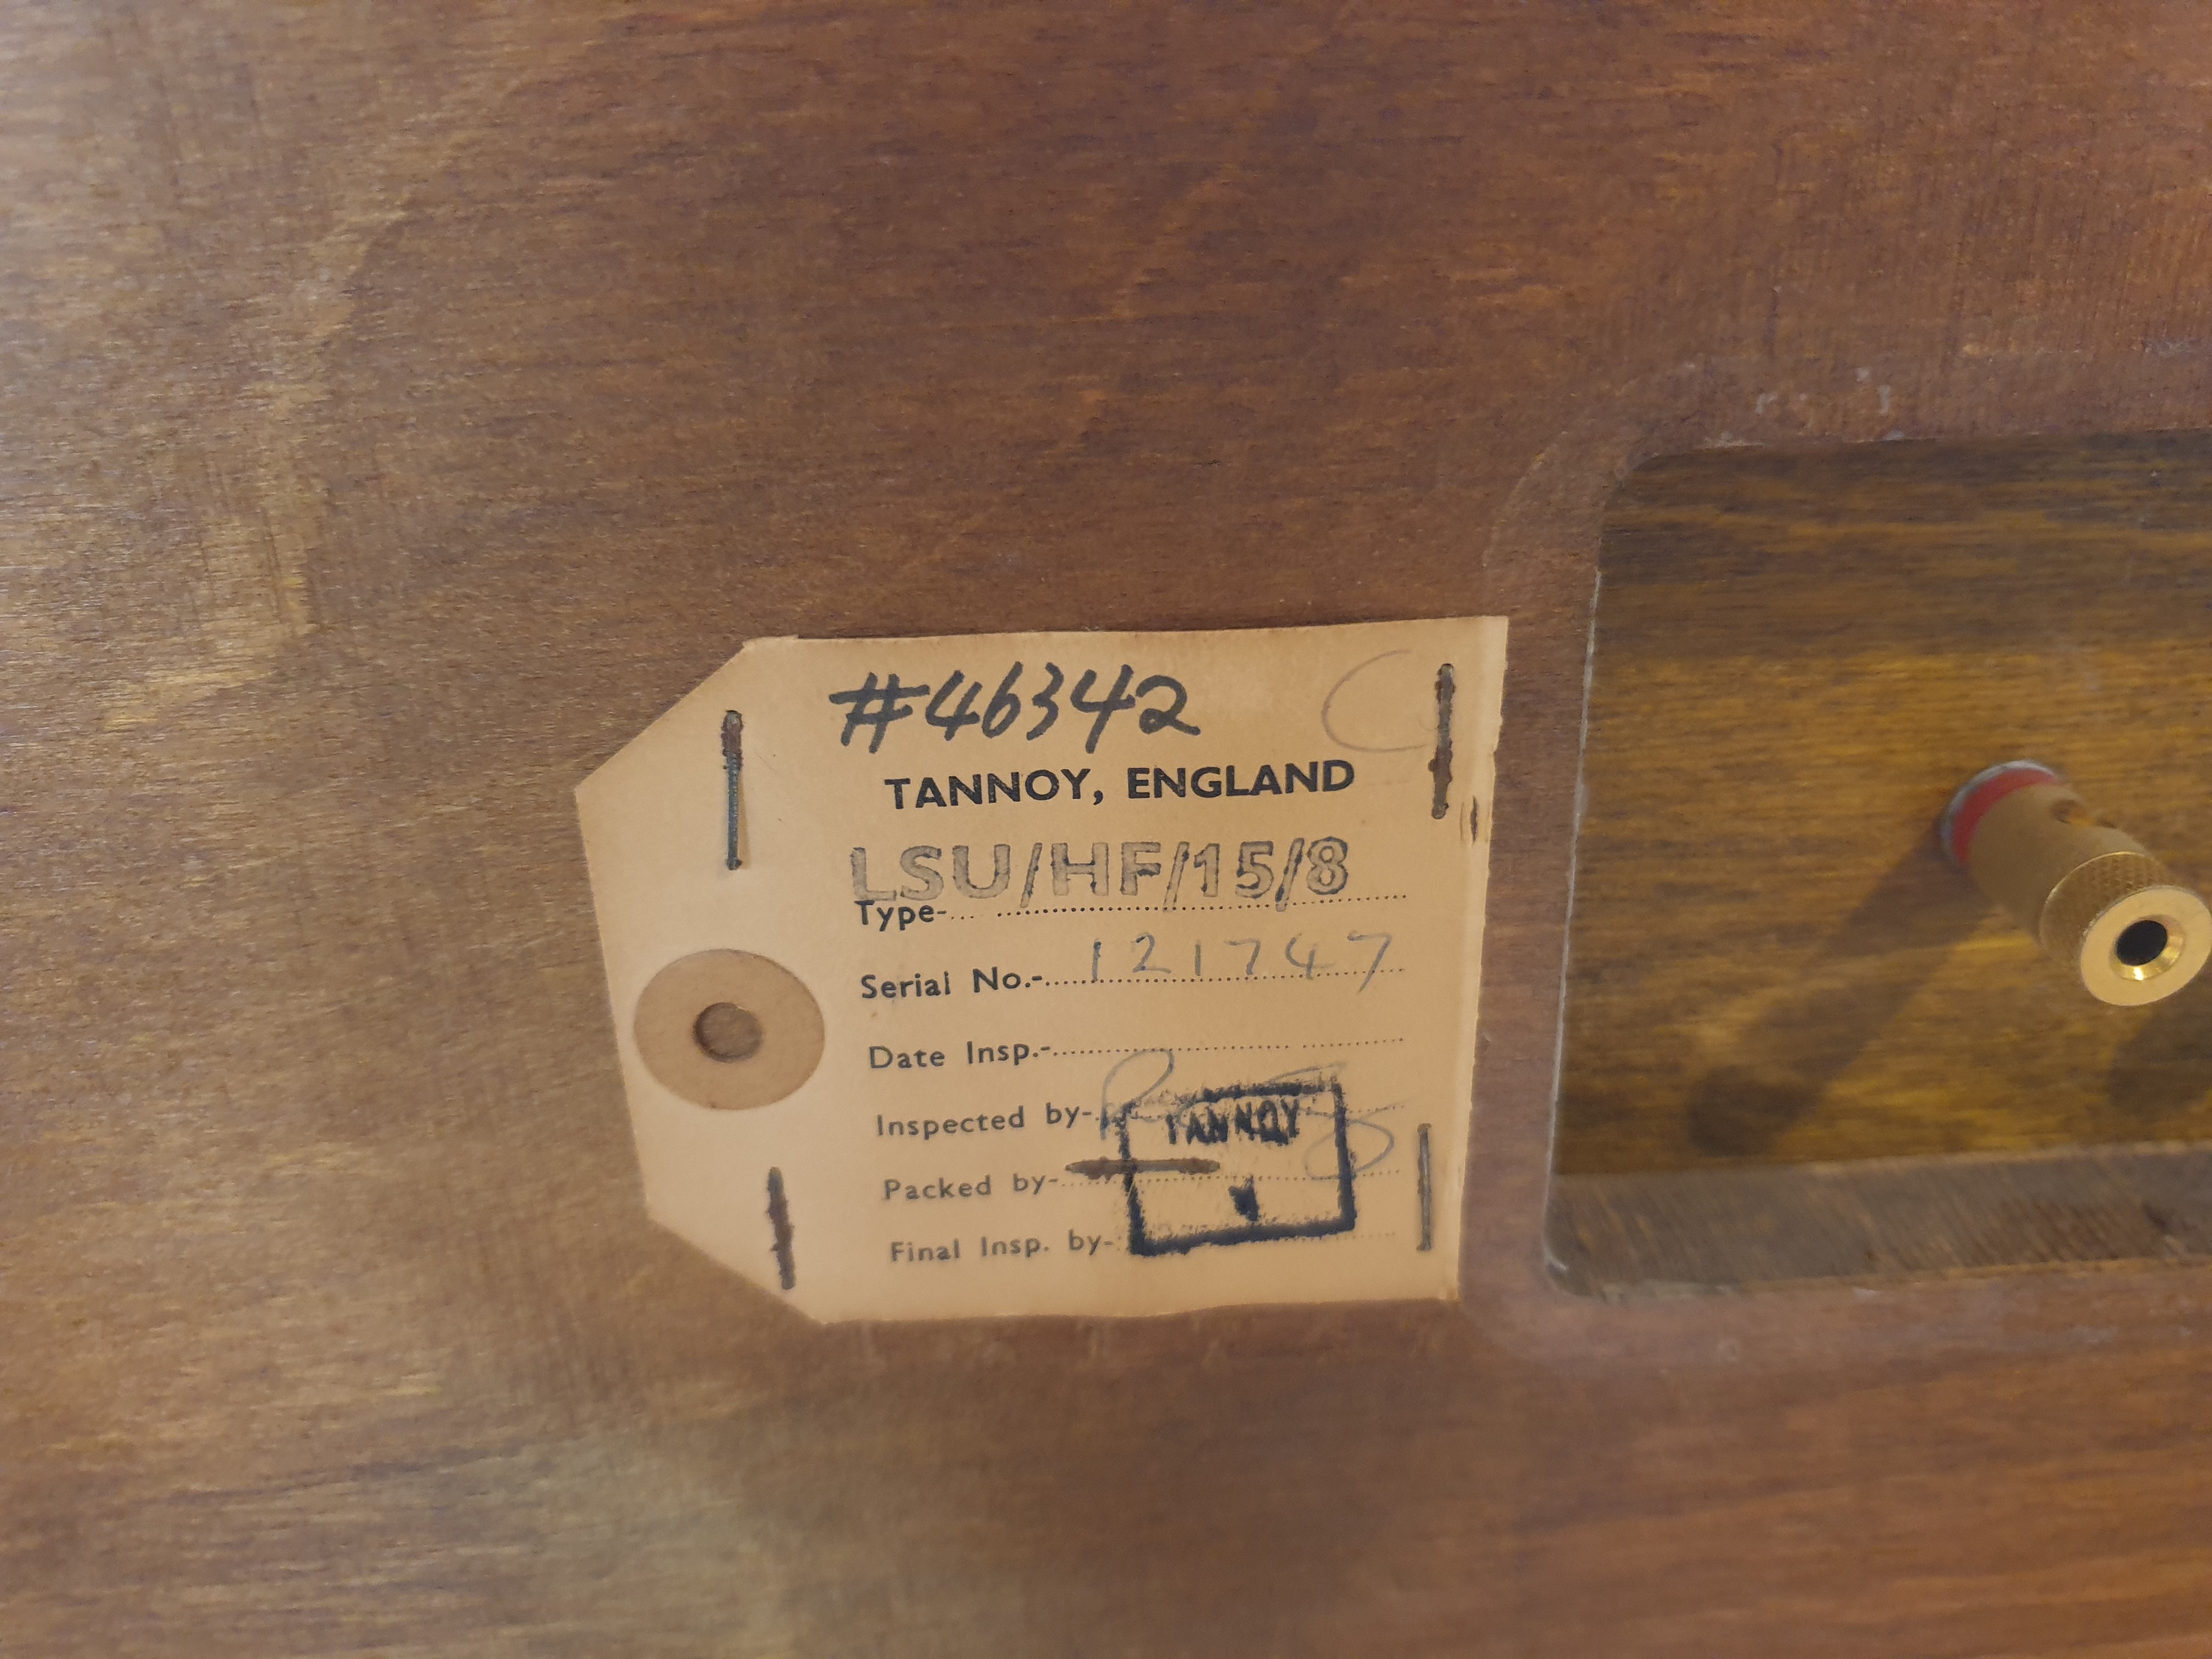 #46342
TANNOY, ENGLAND
LSU/HF/15/8
Type-
Serial No.- 121747
Date Insp.-
Inspected by-
TANNOY
Packed by-
Final Insp. by-